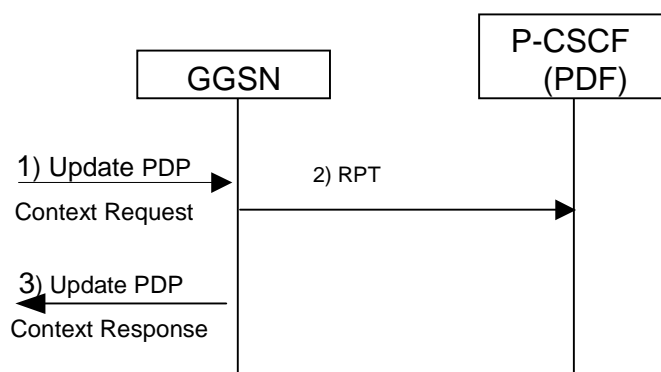 P-CSCF
(PDF)
GGSN
1) Update PDP
Context Request
2) RPT
3) Update PDP
Context Response